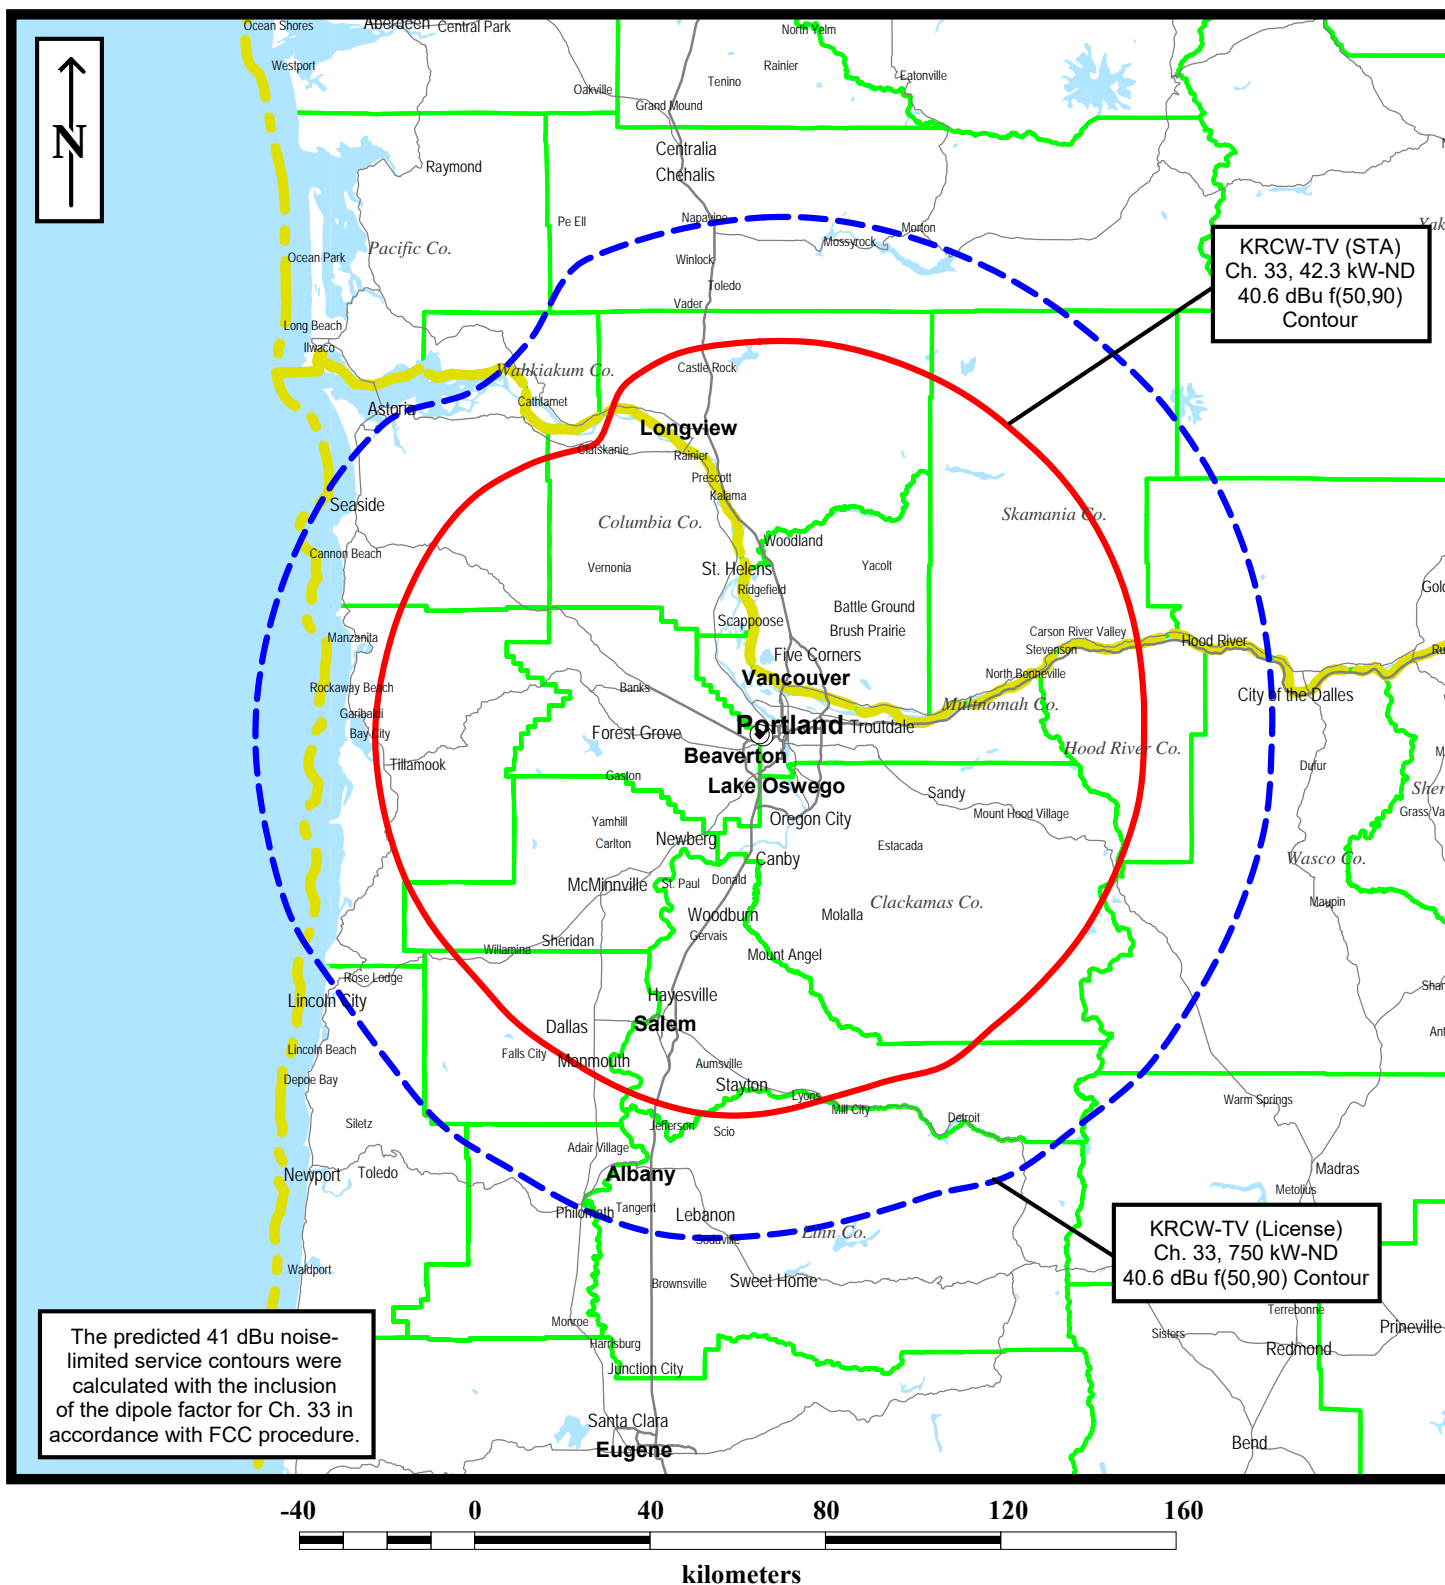 Ocean Shores
Aberdeen
Central Park
North Yelm
Westport
Rainier
Tenino
Eatonville
Oakville
Grand Mound
N
Centralia
Raymond
Chehalis
Pe Ell
Napavine
Morton
Mossyrock
Pacific Co.
Ocean Park
Winlock
Toledo
Vader
KRCW-TV (STA)
Ch. 33, 42.3 kW-ND
40.6 dBu f(50,90)
Contour
Long Beach
Ilwaco
Wahkiakum Co.
Castle Rock
Astoria
Cathlamet
Longview
Clatskanie
Rainier
Prescott
Kalama
Seaside
Columbia Co.
Skamania Co.
Woodland
Cannon Beach
Vernonia
St. Helens
Yacolt
Ridgefield
Battle Ground
Scappoose
Brush Prairie
Carson River Valley
Manzanita
Hood River
Stevenson
Five Corners
North Bonneville
Vancouver
Rockaway Beach
Banks
City of the Dalles
Multnomah Co.
Garibaldi
Portland
Troutdale
Bay City
Forest Grove
Beaverton
Hood River Co.
Tillamook
Gaston
Dufur
Lake Oswego
Sandy
Mount Hood Village
Yamhill
Oregon City
Carlton
Newberg
Estacada
Canby
Wasco Co.
McMinnville
St. Paul
Donald
Clackamas Co.
Maupin
Woodburn
Molalla
Gervais
Sheridan
Willamina
Mount Angel
Rose Lodge
Lincoln City
Hayesville
Dallas
Salem
Lincoln Beach
Falls City
Monmouth
Aumsville
Depoe Bay
Stayton
Lyons
Warm Springs
Mill City
Detroit
Siletz
Jefferson
Scio
Adair Village
Newport
Toledo
Albany
Madras
Metolius
Philomath
Tangent
Lebanon
Linn Co.
Sodaville
KRCW-TV (License)
Ch. 33, 750 kW-ND
40.6 dBu f(50,90) Contour
Waldport
Brownsville
Sweet Home
Terrebonne
Monroe
Sisters
Prineville
Harrisburg
Redmond
Junction City
The predicted 41 dBu noise-
limited service contours were
calculated with the inclusion
of the dipole factor for Ch. 33 in
accordance with FCC procedure.
Santa Clara
Eugene
Bend
-40 0 40 80 120 160
kilometers